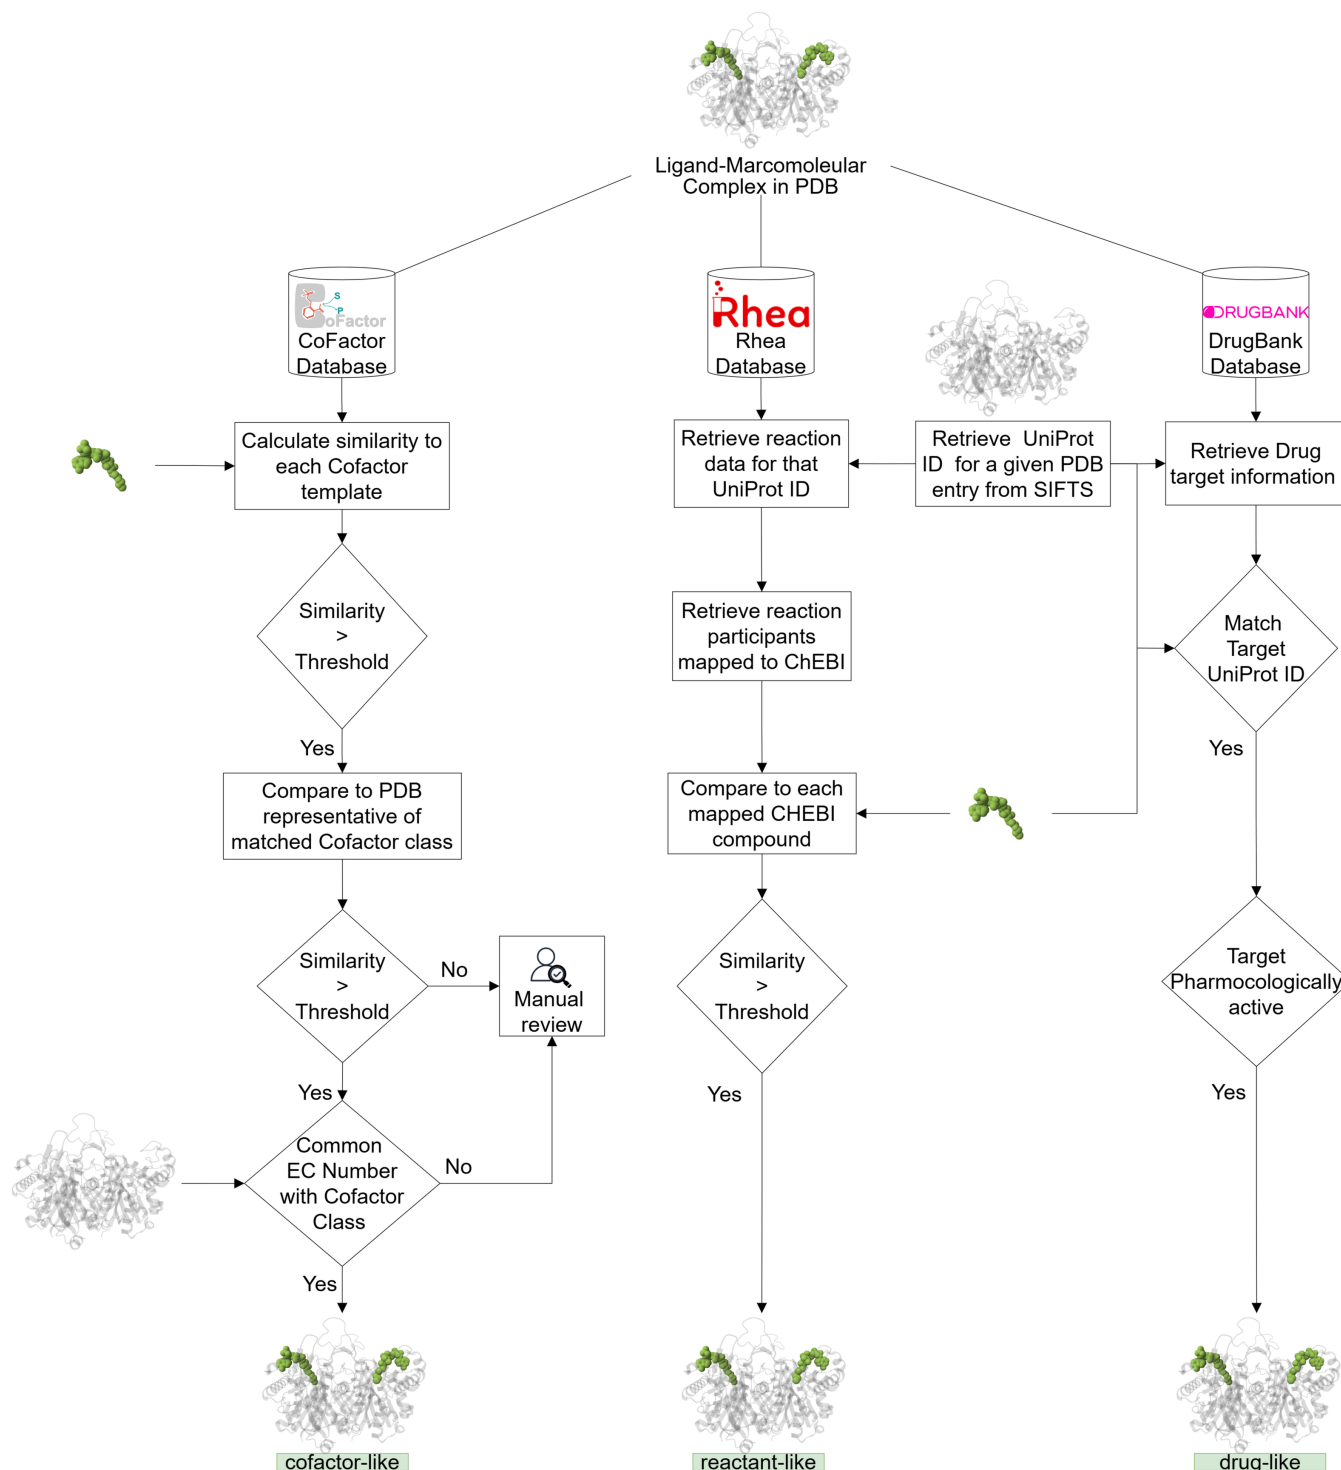 Ligand-Marcomoleular
Complex in PDB
S
P
CoFactor
CoFactor
Database
Rhea
Rhea
Database
DRUGBANK
DrugBank
Database
Calculate similarity to
each Cofactor
template
Similarity
>
Threshold
Yes
Compare to PDB
representative of
matched Cofactor class
Similarity
>
Threshold
No
Manual
review
Yes
Common
EC Number
with Cofactor
Class
No
Yes
cofactor-like
Retrieve reaction
data for that
UniProt ID
Retrieve UniProt
ID for a given PDB
entry from SIFTS
Retrieve reaction
participants
mapped to ChEBI
Compare to each
mapped CHEBI
compound
Similarity
>
Threshold
Yes
reactant-like
Retrieve Drug
target information
Match
Target
UniProt ID
Yes
Target
Pharmocologically
active
Yes
drug-like